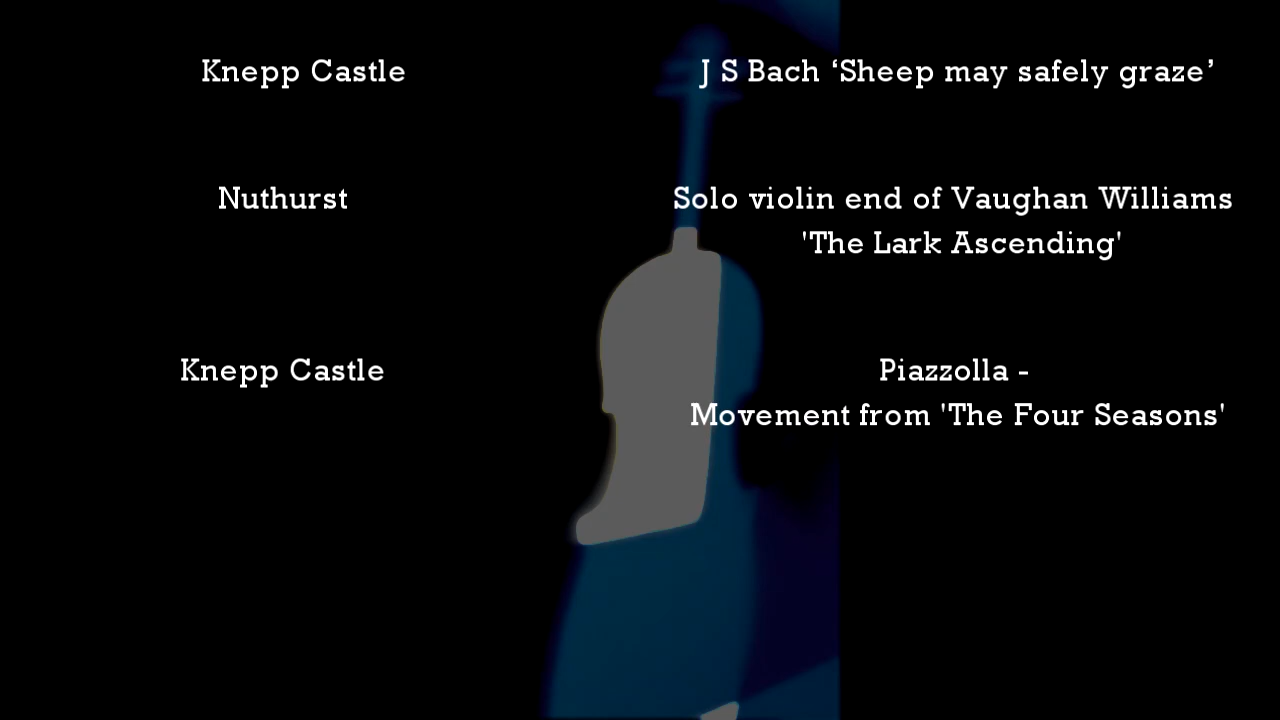 Knepp Castle
J S Bach ‘Sheep may safely graze’
Nuthurst
Solo violin end of Vaughan Williams
'The Lark Ascending'
Knepp Castle
Piazzolla -
Movement from 'The Four Seasons'